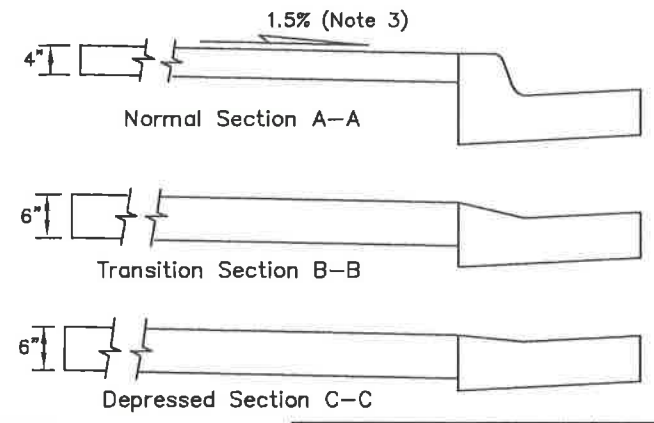 1.5% (Note 3)
4"
Normal Section A-A
6"
Transition Section B-B
6"
Depressed Section C-C